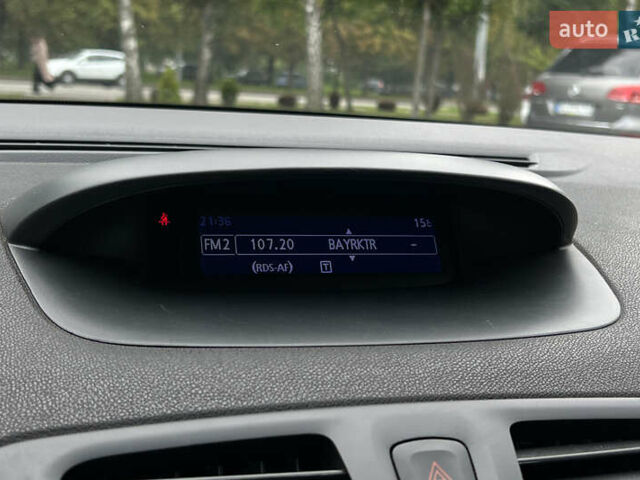 auto
R
21:36 15
FM2 107.20 BAYRKTR -
(RDS-AF) T